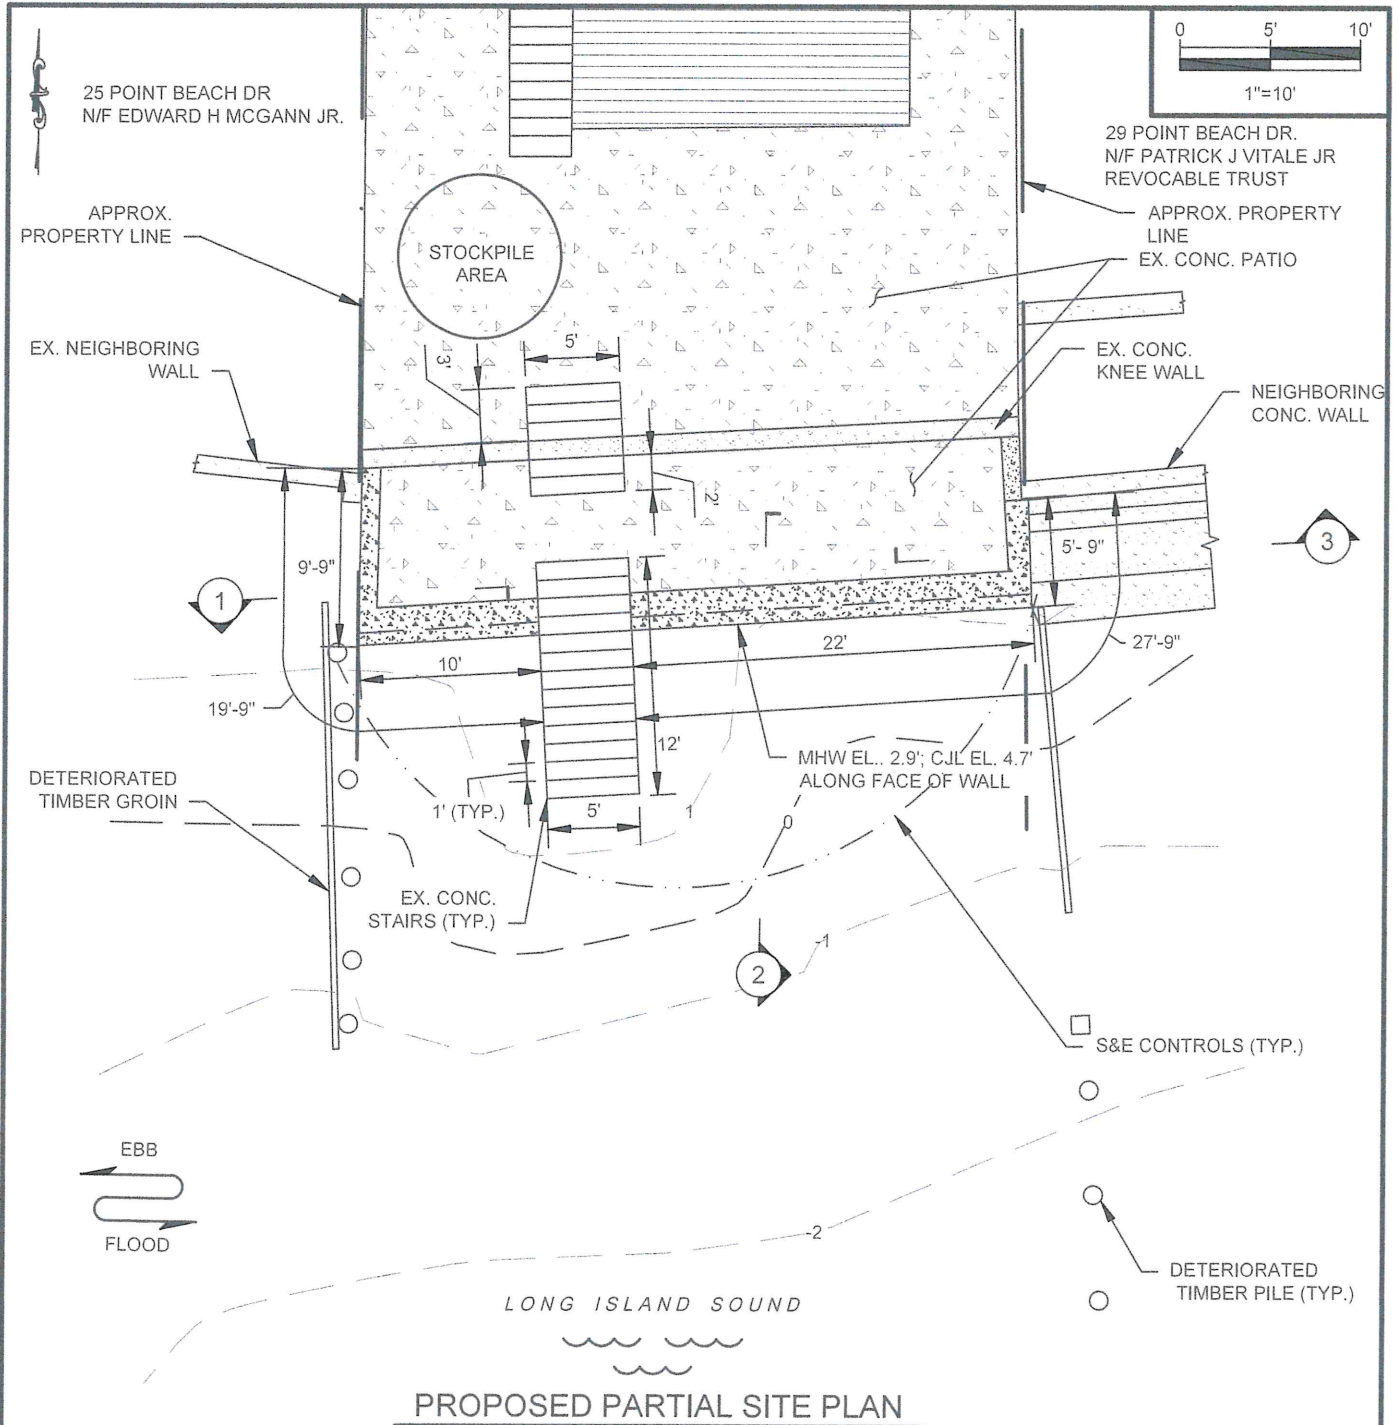 0 5' 10'
1"=10'
25 POINT BEACH DR
N/F EDWARD H MCGANN JR.
29 POINT BEACH DR.
N/F PATRICK J VITALE JR
REVOCABLE TRUST
APPROX.
PROPERTY LINE
APPROX. PROPERTY
LINE
STOCKPILE
AREA
EX. CONC. PATIO
EX. NEIGHBORING
WALL
3'
5'
EX. CONC.
KNEE WALL
NEIGHBORING
CONC. WALL
2'
9'-9"
5'- 9"
3
1
22'
27'-9"
10'
19'-9"
12'
MHW EL.. 2.9'; CJL EL. 4.7'
ALONG FACE OF WALL
DETERIORATED
TIMBER GROIN
1' (TYP.)
5'
1
0
EX. CONC.
STAIRS (TYP.)
-1
2
S&E CONTROLS (TYP.)
EBB
FLOOD
-2
DETERIORATED
TIMBER PILE (TYP.)
LONG ISLAND SOUND
PROPOSED PARTIAL SITE PLAN